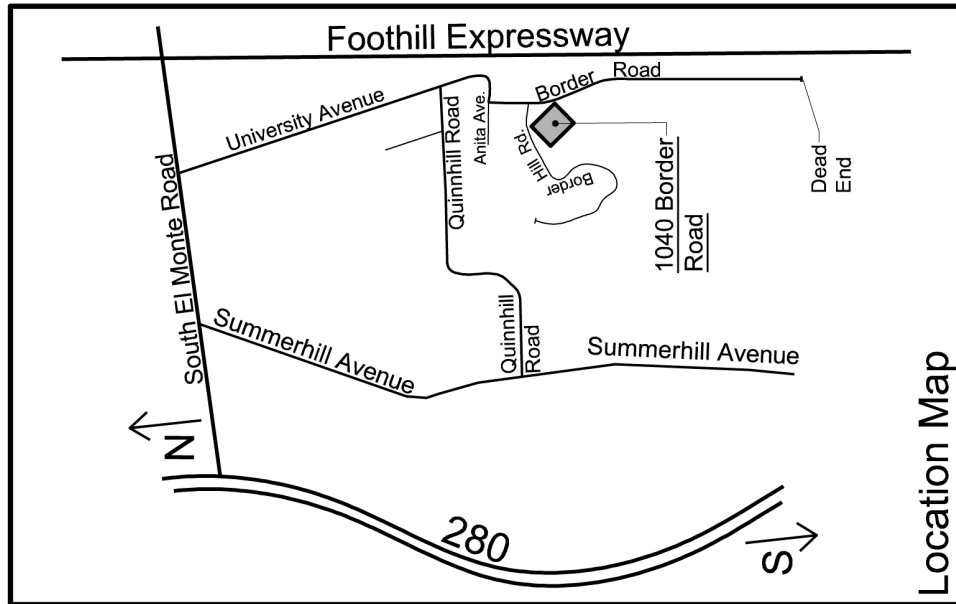 Foothill Expressway
Border Road
University Avenue
Quinnhill Road
Anita Ave.
Hill Rd.
Border
1040 Border
Road
Dead
End
South El Monte Road
Summerhill Avenue
Quinnhill
Road
Summerhill Avenue
N
280
S
Location Map